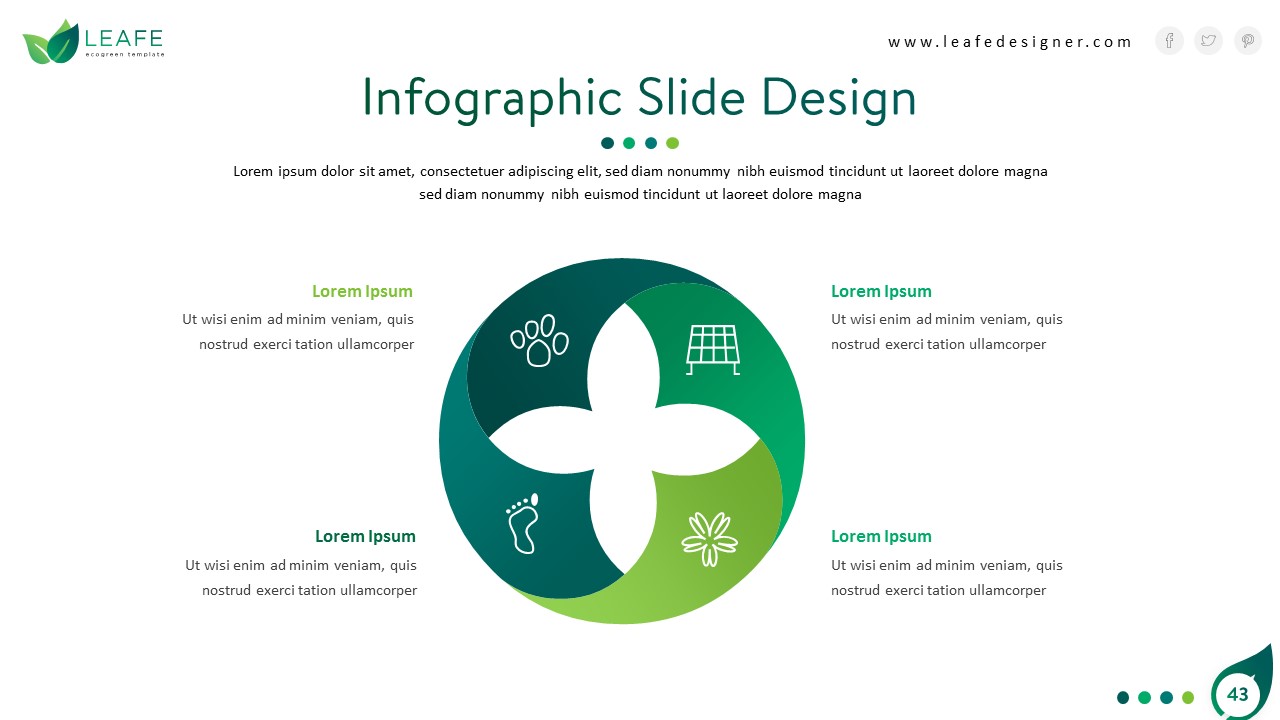 LEAFE
ecogreen template
www.leafedesigner.com
Infographic Slide Design
Lorem ipsum dolor sit amet, consectetuer adipiscing elit, sed diam nonummy nibh euismod tincidunt ut laoreet dolore magna
sed diam nonummy nibh euismod tincidunt ut laoreet dolore magna
Lorem Ipsum
Ut wisi enim ad minim veniam, quis
nostrud exerci tation ullamcorper
Lorem Ipsum
Ut wisi enim ad minim veniam, quis
nostrud exerci tation ullamcorper
Lorem Ipsum
Ut wisi enim ad minim veniam, quis
nostrud exerci tation ullamcorper
Lorem Ipsum
Ut wisi enim ad minim veniam, quis
nostrud exerci tation ullamcorper
43